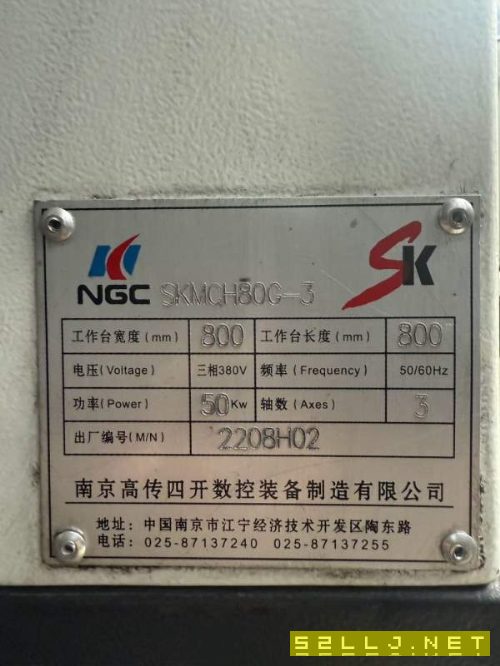 NGC SKMCH80G-3 SK
工作台宽度(mm) 800 工作台长度(mm) 800
电压(Voltage) 三相380V 频率(Frequency) 50/60Hz
功率(Power) 50Kw 轴数(Axes) 3
出厂编号(M/N) 2208H02
南京高传四开数控装备制造有限公司
地址: 中国南京市江宁经济技术开发区陶东路
电话: 025-87137240 025-87137255
52LLJ.NET